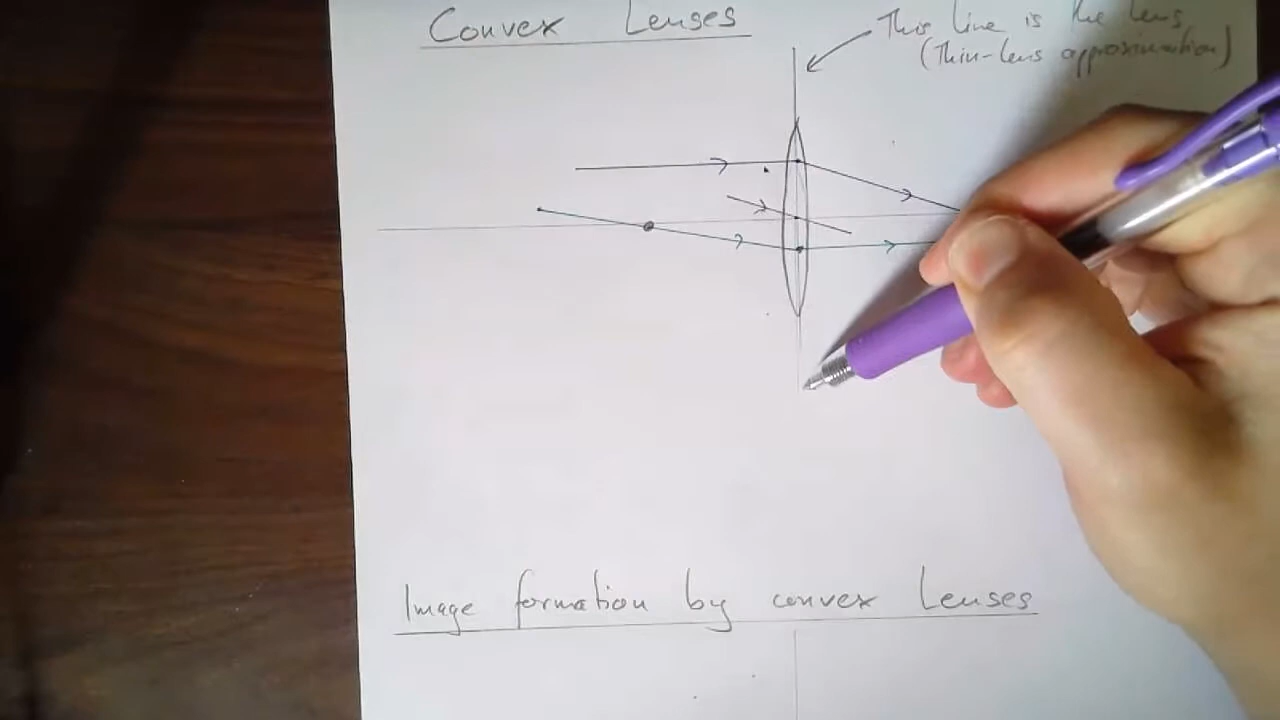 Convex Lenses
This line is the lens
(Thin-lens approximation)
Image formation by convex Lenses